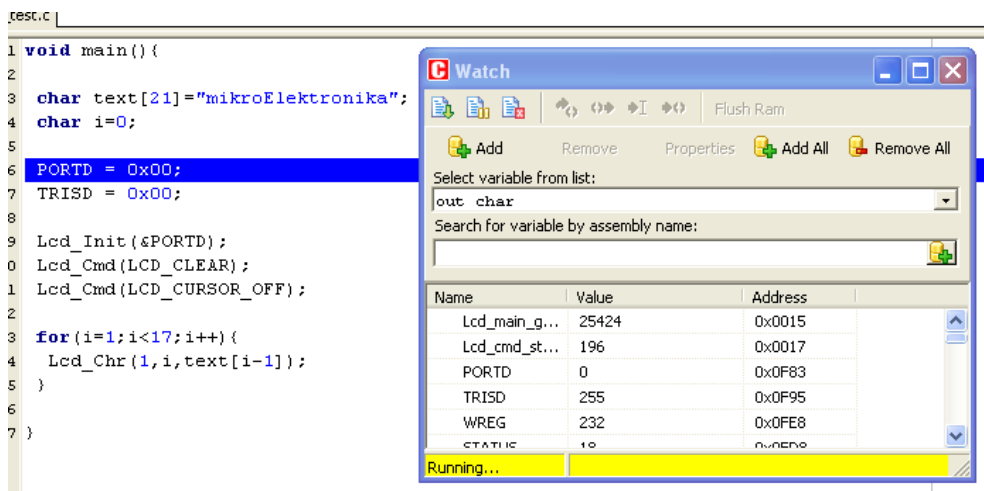 test.c
1 void main(){
2
3 char text[21]="mikroElektronika";
4 char i=0;
5
6 PORTD = 0x00;
7 TRISD = 0x00;
8
9 Lcd_Init(&PORTD);
0 Lcd_Cmd(LCD_CLEAR);
1 Lcd_Cmd(LCD_CURSOR_OFF);
2
3 for(i=1;i<17;i++){
4 Lcd_Chr(1,i,text[i-1]);
5 }
6
7 }
C Watch
Flush Ram
Add Remove Properties Add All Remove All
Select variable from list:
out_char
Search for variable by assembly name:
Name Value Address
Lcd_main_g... 25424 0x0015
Lcd_cmd_st... 196 0x0017
PORTD 0 0x0F83
TRISD 255 0x0F95
WREG 232 0x0FE8
STATUS 18 0x0FD8
Running...